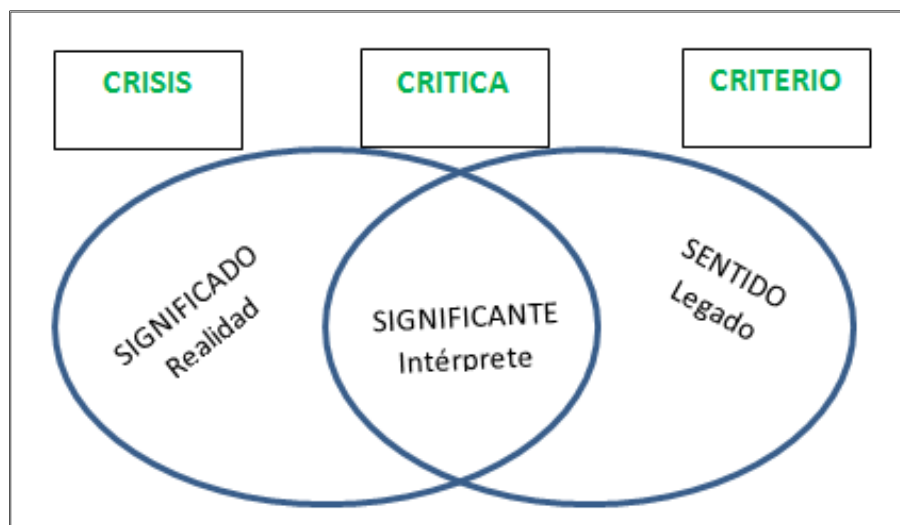 CRISIS
CRITICA
CRITERIO
SIGNIFICADO
Realidad
SIGNIFICANTE
Intérprete
SENTIDO
Legado